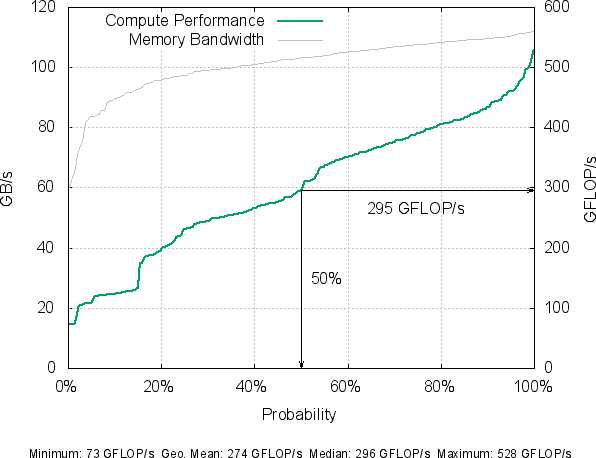 120
100
80
60
40
20
0
GB/s
Compute Performance
Memory Bandwidth
600
500
400
300
200
100
0
GFLOP/s
295 GFLOP/s
50%
0% 20% 40% 60% 80% 100%
Probability
Minimum: 73 GFLOP/s Geo. Mean: 274 GFLOP/s Median: 296 GFLOP/s Maximum: 528 GFLOP/s